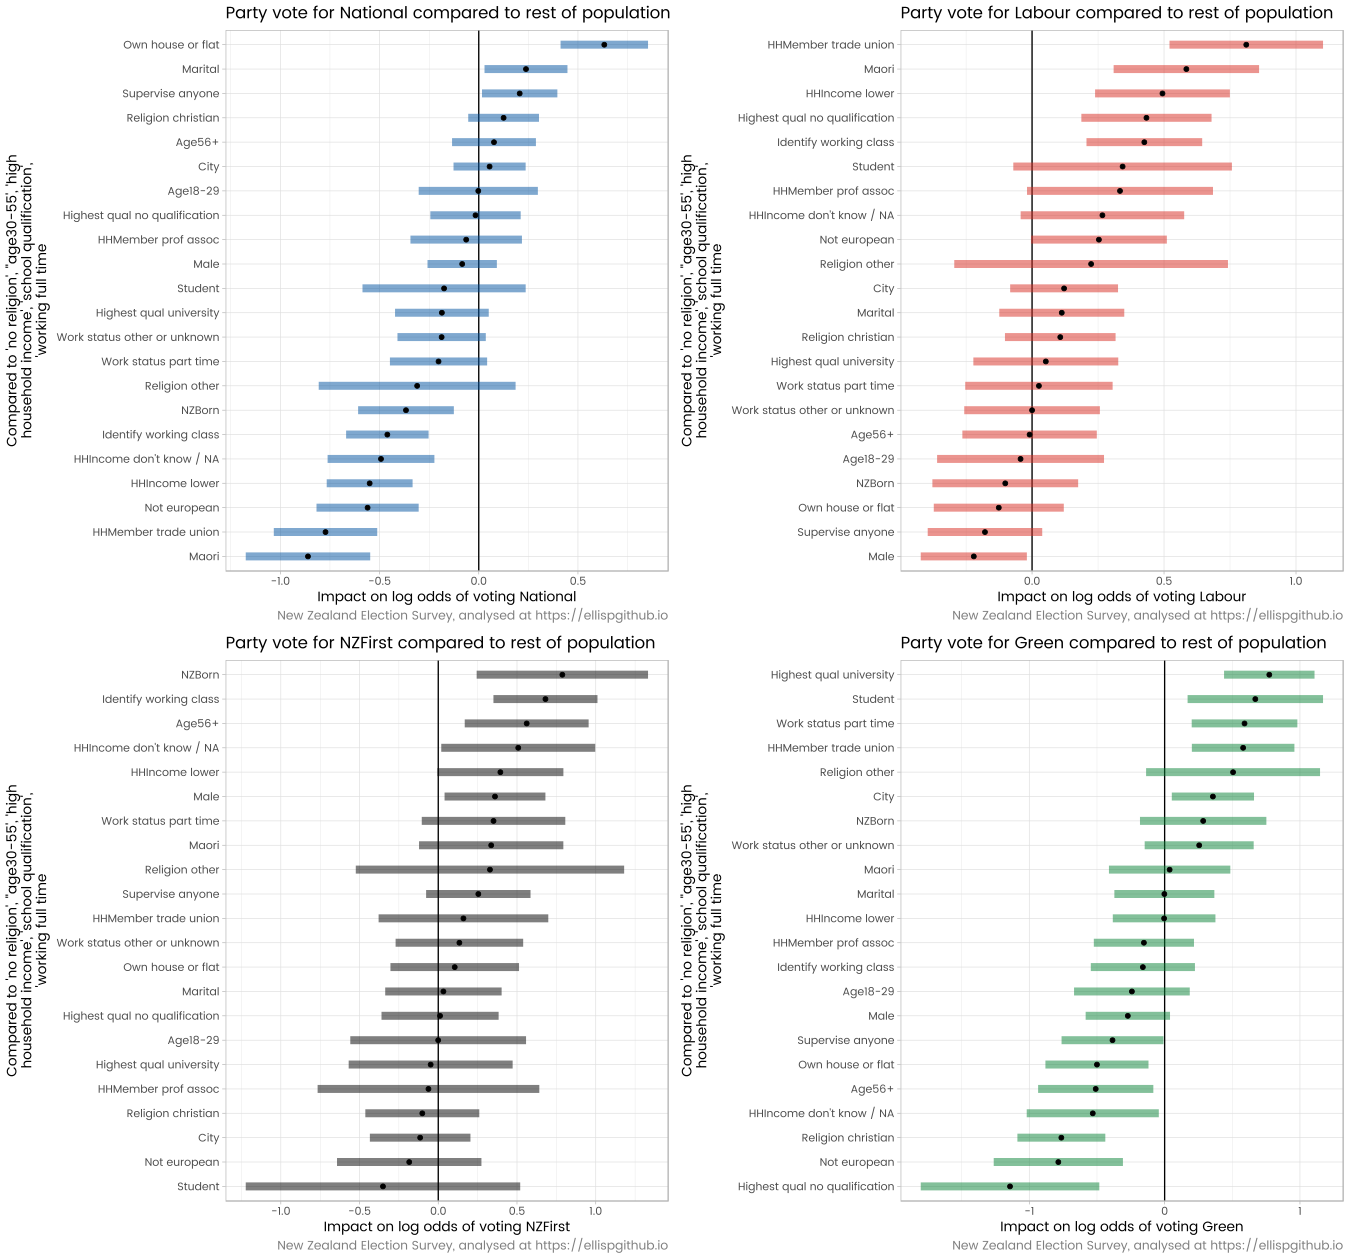 Party vote for National compared to rest of population
Compared to 'no religion', "age30-55', 'high
household income', 'school qualification',
'working full time
Own house or flat
Marital
Supervise anyone
Religion christian
Age56+
City
Age18-29
Highest qual no qualification
HHMember prof assoc
Male
Student
Highest qual university
Work status other or unknown
Work status part time
Religion other
NZBorn
Identify working class
HHIncome don't know / NA
HHIncome lower
Not european
HHMember trade union
Maori
-1.0 -0.5 0.0 0.5
Impact on log odds of voting National
New Zealand Election Survey, analysed at https://ellispgithub.io
Party vote for Labour compared to rest of population
Compared to 'no religion', "age30-55', 'high
household income', 'school qualification',
'working full time
HHMember trade union
Maori
HHIncome lower
Highest qual no qualification
Identify working class
Student
HHMember prof assoc
HHIncome don't know / NA
Not european
Religion other
City
Marital
Religion christian
Highest qual university
Work status part time
Work status other or unknown
Age56+
Age18-29
NZBorn
Own house or flat
Supervise anyone
Male
0.0 0.5 1.0
Impact on log odds of voting Labour
New Zealand Election Survey, analysed at https://ellispgithub.io
Party vote for NZFirst compared to rest of population
Compared to 'no religion', "age30-55', 'high
household income', 'school qualification',
'working full time
NZBorn
Identify working class
Age56+
HHIncome don't know / NA
HHIncome lower
Male
Work status part time
Maori
Religion other
Supervise anyone
HHMember trade union
Work status other or unknown
Own house or flat
Marital
Highest qual no qualification
Age18-29
Highest qual university
HHMember prof assoc
Religion christian
City
Not european
Student
-1.0 -0.5 0.0 0.5 1.0
Impact on log odds of voting NZFirst
New Zealand Election Survey, analysed at https://ellispgithub.io
Party vote for Green compared to rest of population
Compared to 'no religion', "age30-55', 'high
household income', 'school qualification',
'working full time
Highest qual university
Student
Work status part time
HHMember trade union
Religion other
City
NZBorn
Work status other or unknown
Maori
Marital
HHIncome lower
HHMember prof assoc
Identify working class
Age18-29
Male
Supervise anyone
Own house or flat
Age56+
HHIncome don't know / NA
Religion christian
Not european
Highest qual no qualification
-1 0 1
Impact on log odds of voting Green
New Zealand Election Survey, analysed at https://ellispgithub.io